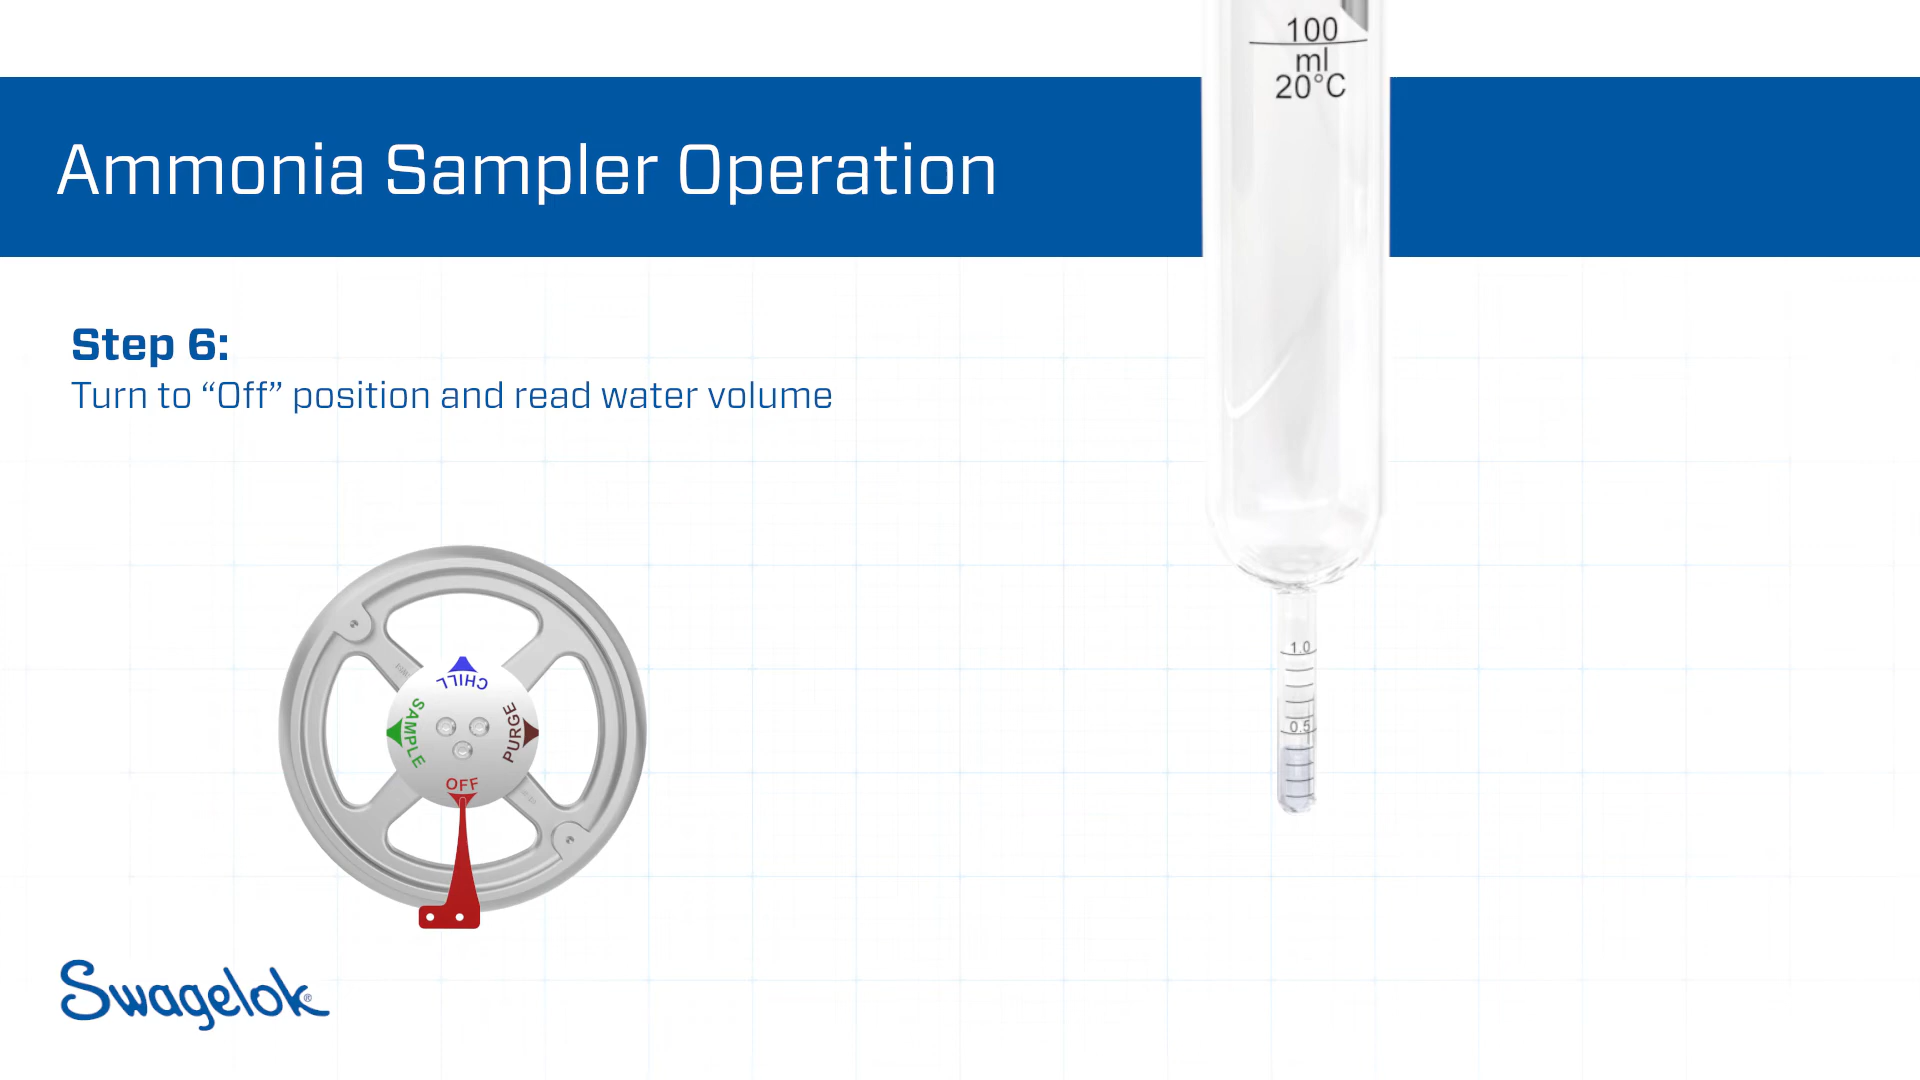 100
ml
20°C
Ammonia Sampler Operation
Step 6:
Turn to “Off” position and read water volume
1.0
0.5
CHILL
SAMPLE
PURGE
OFF
Swagelok®